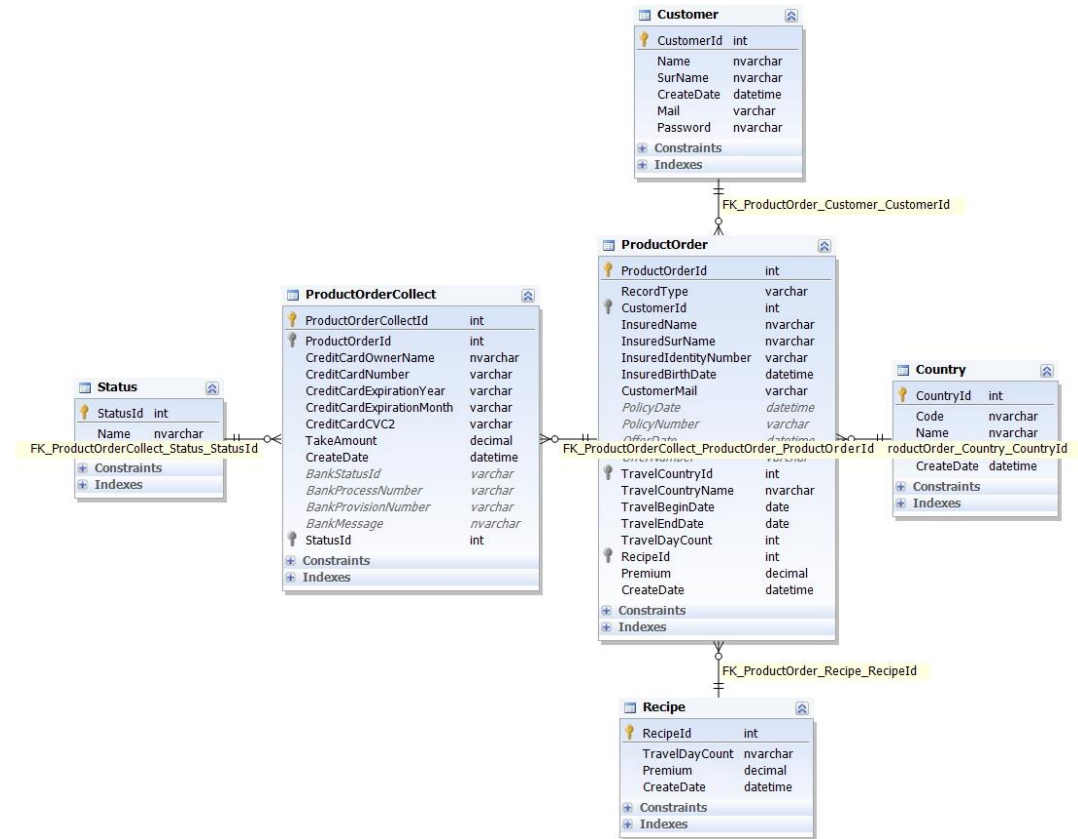 Customer
CustomerId int
Name nvarchar
SurName nvarchar
CreateDate datetime
Mail varchar
Password nvarchar
Constraints
Indexes
FK_ProductOrder_Customer_CustomerId
ProductOrder
ProductOrderId int
RecordType varchar
CustomerId int
InsuredName nvarchar
InsuredSurName nvarchar
InsuredIdentityNumber varchar
InsuredBirthDate datetime
CustomerMail varchar
PolicyDate datetime
PolicyNumber varchar
OfferDate datetime
FK_ProductOrderCollect_ProductOrder_ProductOrderId
TravelCountryId int
TravelCountryName nvarchar
TravelBeginDate date
TravelEndDate date
TravelDayCount int
RecipeId int
Premium decimal
CreateDate datetime
Constraints
Indexes
ProductOrderCollect
ProductOrderCollectId int
ProductOrderId int
CreditCardOwnerName nvarchar
CreditCardNumber varchar
CreditCardExpirationYear varchar
CreditCardExpirationMonth varchar
CreditCardCVC2 varchar
TakeAmount decimal
CreateDate datetime
BankStatusId varchar
BankProcessNumber varchar
BankProvisionNumber varchar
BankMessage nvarchar
StatusId int
Constraints
Indexes
Status
StatusId int
Name nvarchar
FK_ProductOrderCollect_Status_StatusId
Constraints
Indexes
Country
CountryId int
Code nvarchar
Name nvarchar
roductOrder_Country_CountryId
CreateDate datetime
Constraints
Indexes
FK_ProductOrder_Recipe_RecipeId
Recipe
RecipeId int
TravelDayCount nvarchar
Premium decimal
CreateDate datetime
Constraints
Indexes